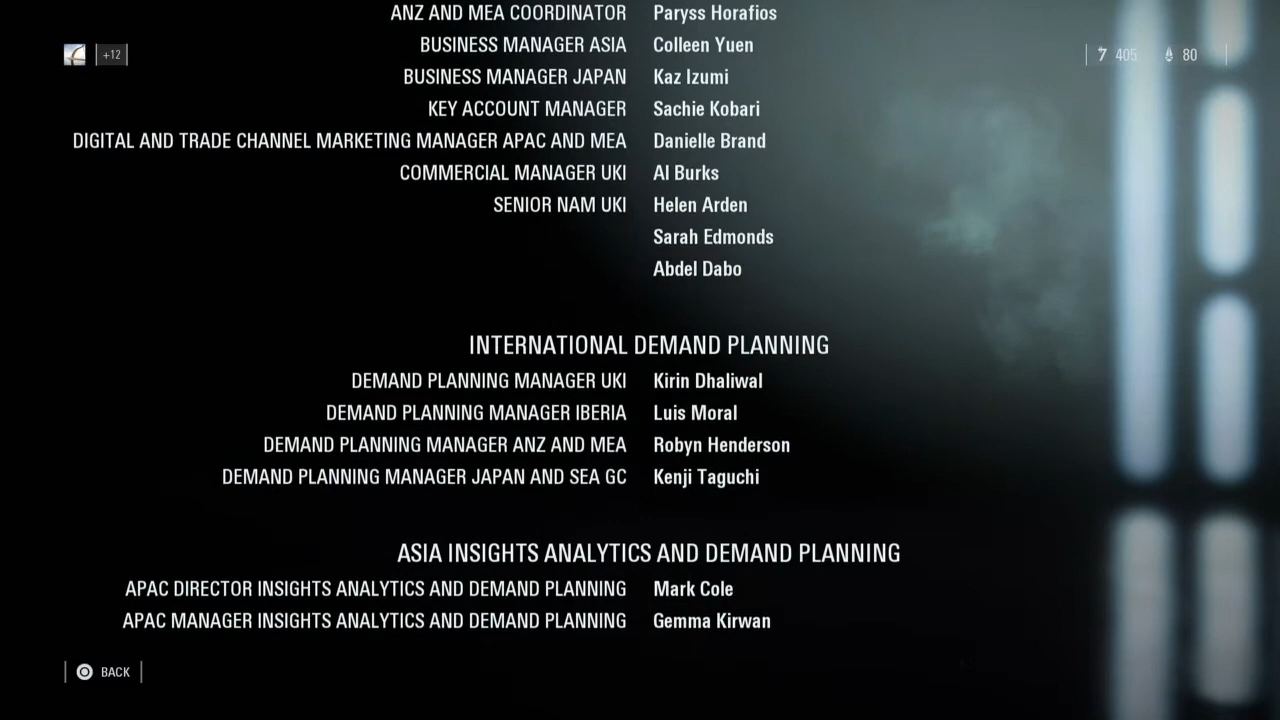 ANZ AND MEA COORDINATOR Paryss Horafios
+12
BUSINESS MANAGER ASIA Colleen Yuen
405 80
BUSINESS MANAGER JAPAN Kaz Izumi
KEY ACCOUNT MANAGER Sachie Kobari
DIGITAL AND TRADE CHANNEL MARKETING MANAGER APAC AND MEA Danielle Brand
COMMERCIAL MANAGER UKI Al Burks
SENIOR NAM UKI Helen Arden
Sarah Edmonds
Abdel Dabo
INTERNATIONAL DEMAND PLANNING
DEMAND PLANNING MANAGER UKI Kirin Dhaliwal
DEMAND PLANNING MANAGER IBERIA Luis Moral
DEMAND PLANNING MANAGER ANZ AND MEA Robyn Henderson
DEMAND PLANNING MANAGER JAPAN AND SEA GC Kenji Taguchi
ASIA INSIGHTS ANALYTICS AND DEMAND PLANNING
APAC DIRECTOR INSIGHTS ANALYTICS AND DEMAND PLANNING Mark Cole
APAC MANAGER INSIGHTS ANALYTICS AND DEMAND PLANNING Gemma Kirwan
BACK